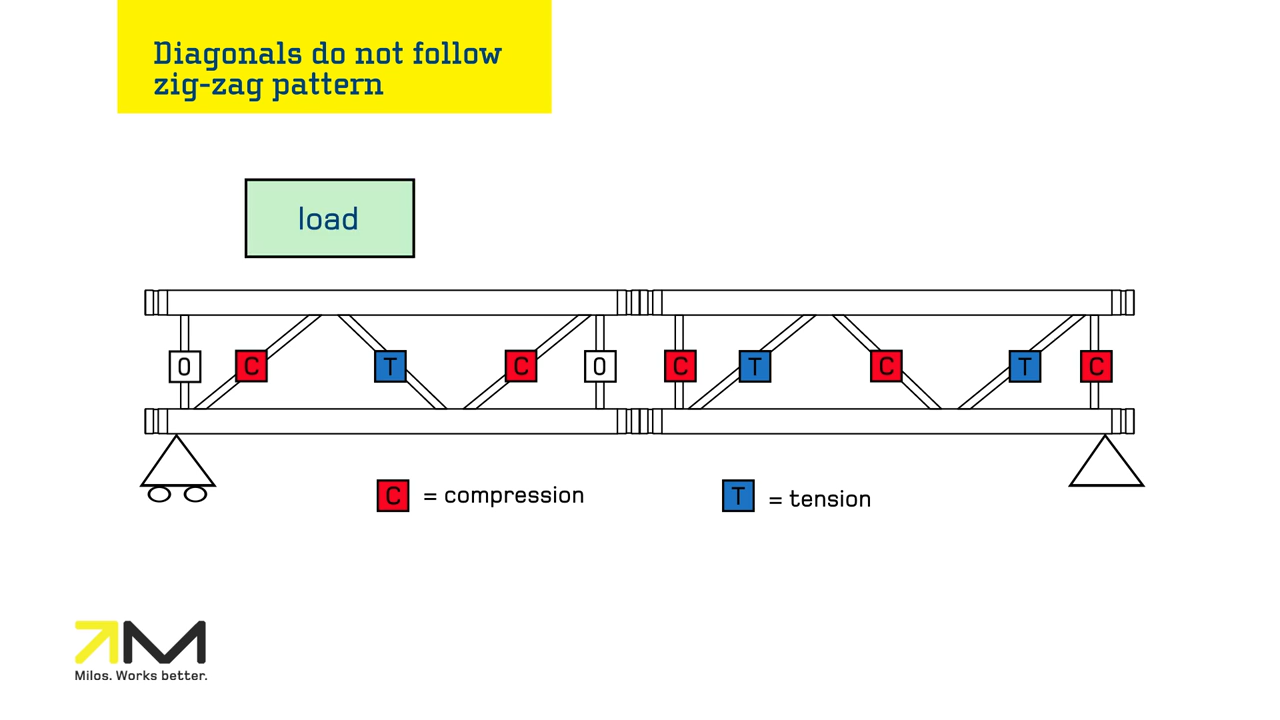 Diagonals do not follow
zig-zag pattern
load
0 C T C 0 C T C T C
C = compression T = tension
Milos. Works better.